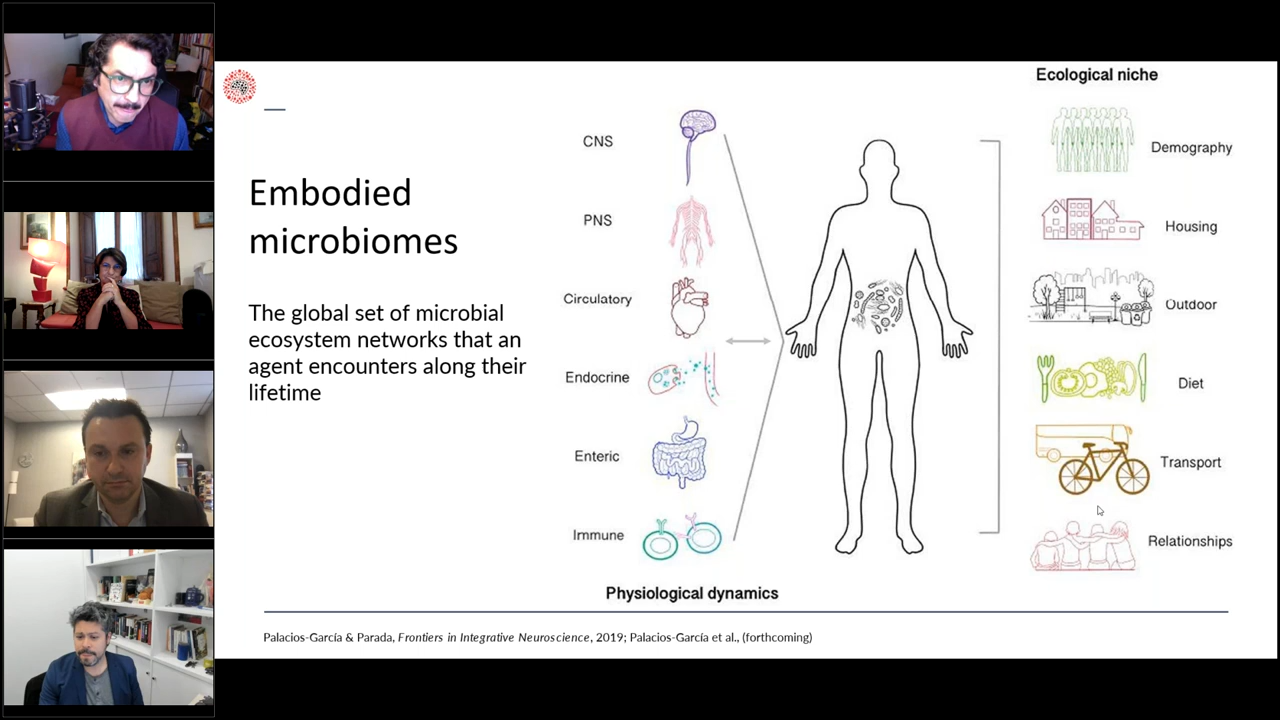 Embodied
microbiomes
The global set of microbial
ecosystem networks that an
agent encounters along their
lifetime
CNS
PNS
Circulatory
Endocrine
Enteric
Immune
Physiological dynamics
Ecological niche
Demography
Housing
Outdoor
Diet
Transport
Relationships
Palacios-García & Parada, Frontiers in Integrative Neuroscience, 2019; Palacios-García et al., (forthcoming)